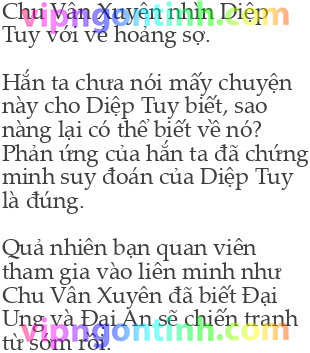 Chu Vân Xuyên nhìn Diệp
Tuy với vẻ hoảng sợ.
Hắn ta chưa nói mấy chuyện
này cho Diệp Tuy biết, sao
nàng lại có thể biết về nó?
Phản ứng của hắn ta đã chứng
minh suy đoán của Diệp Tuy
là đúng.
Quả nhiên bạn quan viên
tham gia vào liên minh như
Chu Vân Xuyên đã biết Đại
Ung và Đại Án sẽ chiến tranh
từ sớm rồi.
vipngontinh.com
vipngontinh.com